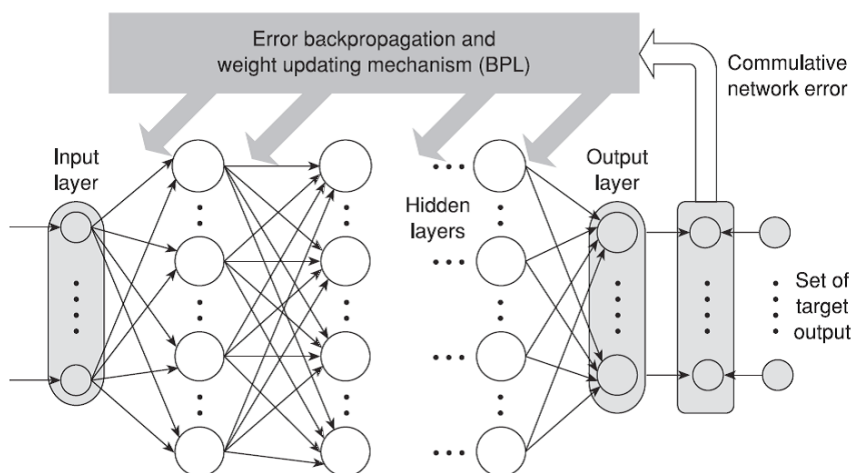 Error backpropagation and
weight updating mechanism (BPL)
Commulative
network error
Input
layer
Output
layer
Hidden
layers
Set of
target
output